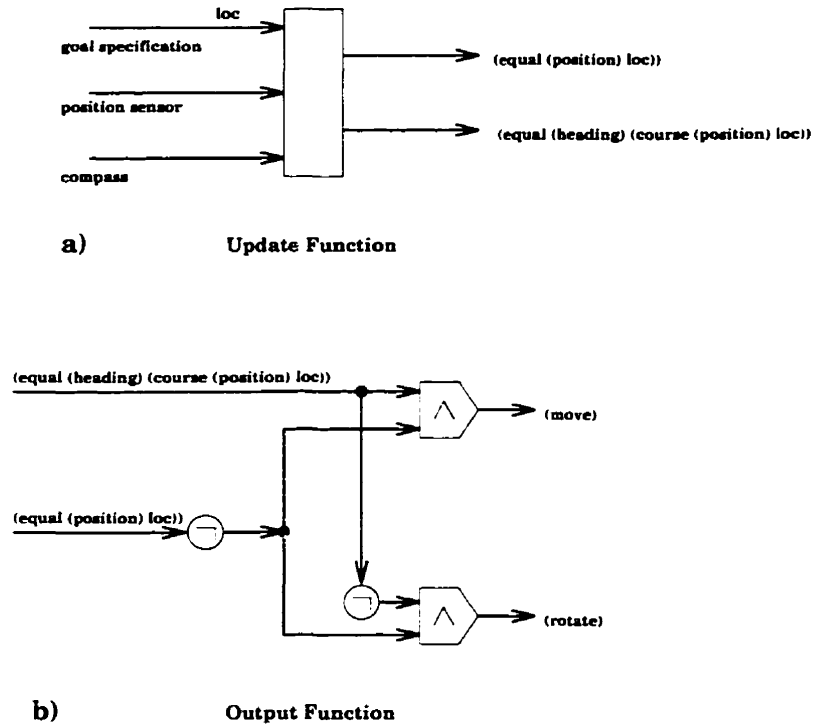 loc
goal specification
(equal (position) loc))
position sensor
(equal (heading) (course (position) loc))
compass
a) Update Function
(equal (heading) (course (position) loc))
∧
(move)
(equal (position) loc))
¬
¬
∧
(rotate)
b) Output Function